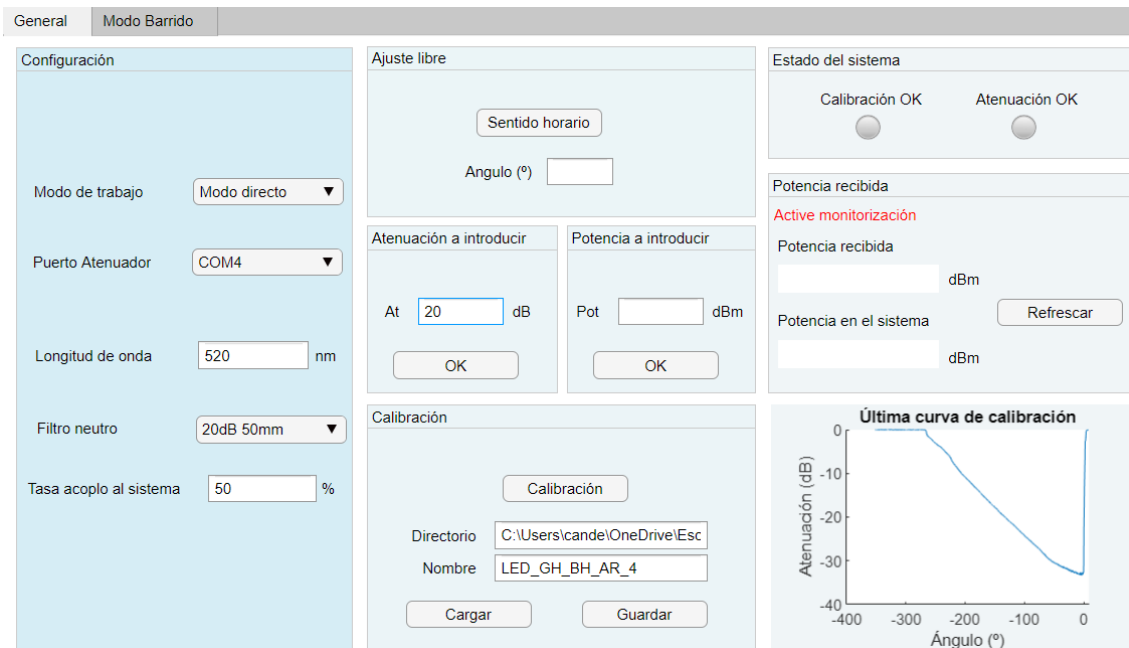 General
Modo Barrido
Configuración
Modo de trabajo
Modo directo
Puerto Atenuador
COM4
Longitud de onda
520
nm
Filtro neutro
20dB 50mm
Tasa acoplo al sistema
50
%
Ajuste libre
Sentido horario
Angulo (º)
Atenuación a introducir
At
20
dB
OK
Potencia a introducir
Pot
dBm
OK
Calibración
Calibración
Directorio
C:\Users\cande\OneDrive\Esc
Nombre
LED_GH_BH_AR_4
Cargar
Guardar
Estado del sistema
Calibración OK
Atenuación OK
Potencia recibida
Active monitorización
Potencia recibida
dBm
Potencia en el sistema
Refrescar
dBm
Última curva de calibración
Atenuación (dB)
0
-10
-20
-30
-40
-400
-300
-200
-100
0
Ángulo (º)